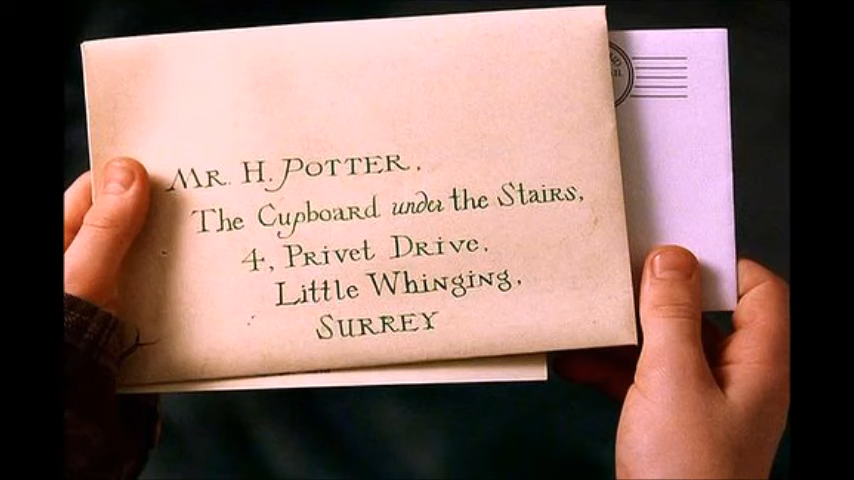 Mr. H. Potter,
The Cupboard under the Stairs,
4, Privet Drive,
Little Whinging,
SURREY